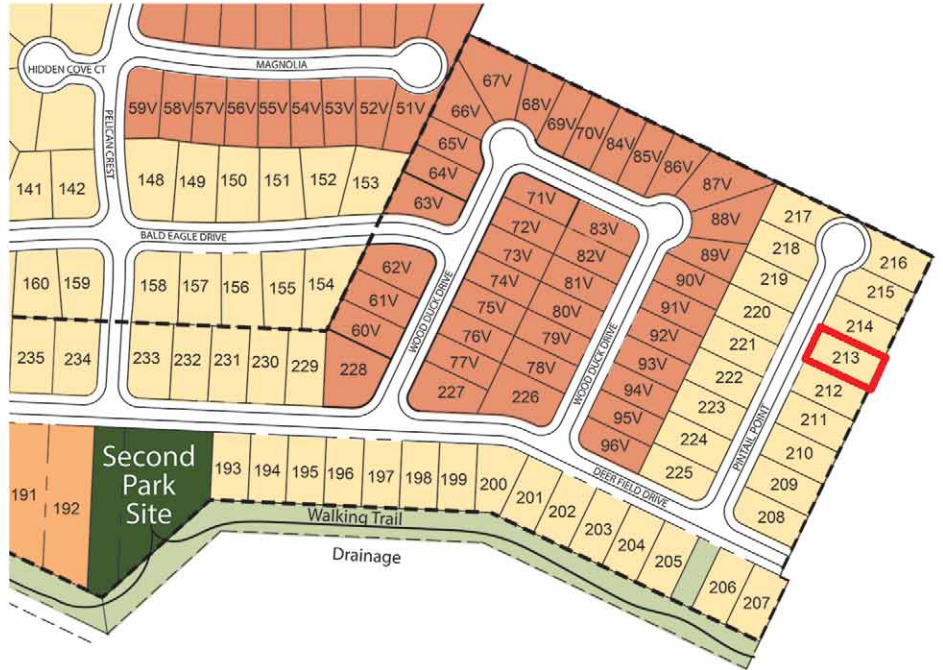 HIDDEN COVE CT
MAGNOLIA
59V 58V 57V 56V 55V 54V 53V 52V 51V
PELICAN CREST
141 142
148 149 150 151 152 153
BALD EAGLE DRIVE
160 159
158 157 156 155 154
235 234
233 232 231 230 229 228
67V
66V
65V
64V
63V
62V
61V
60V
WOOD DUCK DRIVE
68V
69V
70V
84V
85V
86V
87V
88V
89V
90V
91V
92V
93V
94V
95V
96V
71V
72V
73V
74V
75V
76V
77V
227
83V
82V
81V
80V
79V
78V
226
WOOD DUCK DRIVE
217
218
219
220
221
222
223
224
225
PINTAIL POINT
216
215
214
213
212
211
210
209
208
DEER FIELD DRIVE
191 192
Second
Park
Site
193 194 195 196 197 198 199 200 201 202 203 204 205 206 207
Walking Trail
Drainage